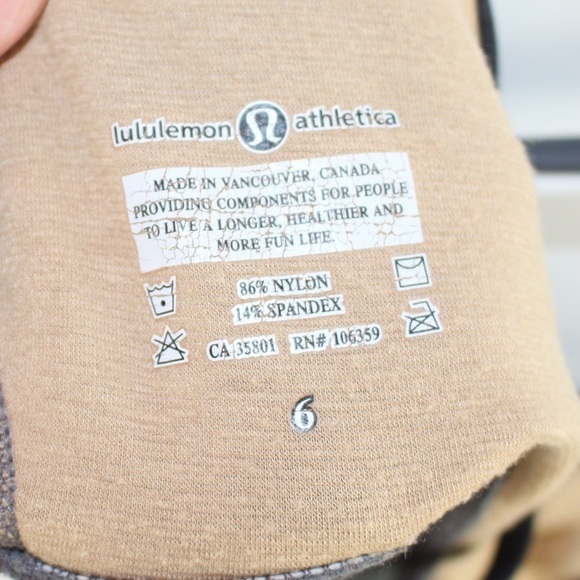 lululemon athletica
MADE IN VANCOUVER, CANADA
PROVIDING COMPONENTS FOR PEOPLE
TO LIVE A LONGER, HEALTHIER AND
MORE FUN LIFE.
86% NYLON
14% SPANDEX
CA 35801 RN# 106359
6